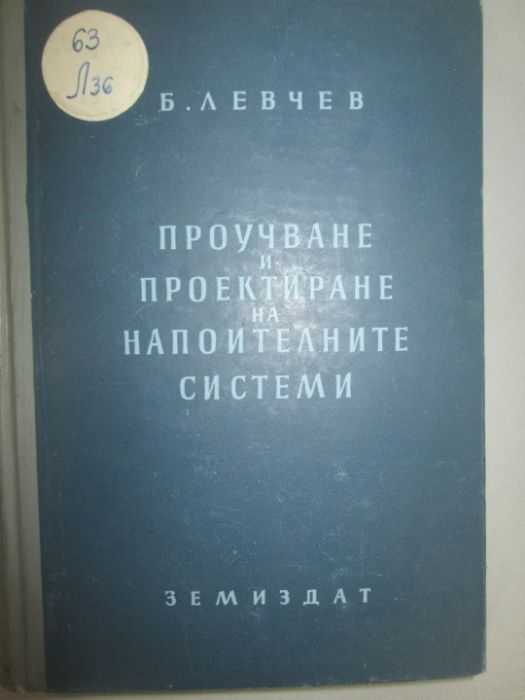 63
Л36
Б. ЛЕВЧЕВ
ПРОУЧВАНЕ
И
ПРОЕКТИРАНЕ
НА
НАПОИТЕЛНИТЕ
СИСТЕМИ
ЗЕМИЗДАТ